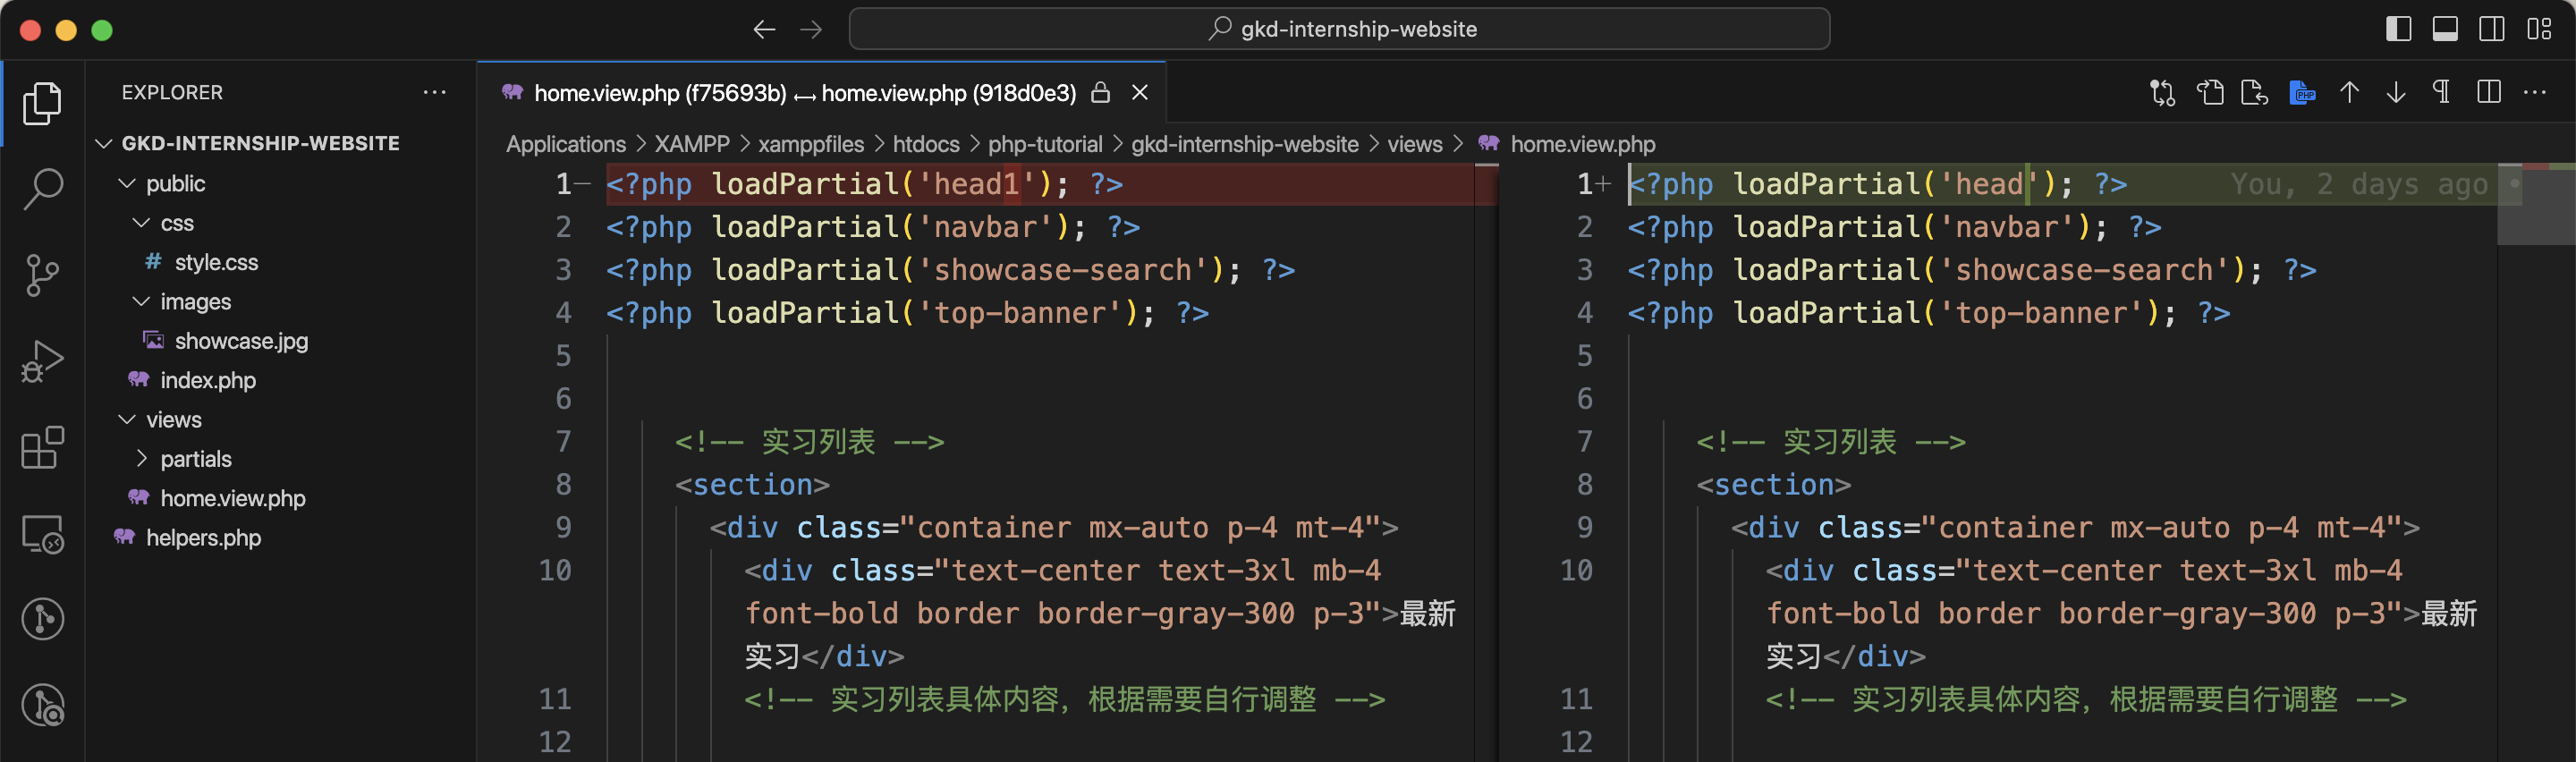 gkd-internship-website
EXPLORER
GKD-INTERNSHIP-WEBSITE
public
css
# style.css
images
showcase.jpg
index.php
views
partials
home.view.php
helpers.php
home.view.php (f75693b) ↔ home.view.php (918d0e3)
Applications > XAMPP > xamppfiles > htdocs > php-tutorial > gkd-internship-website > views > home.view.php
1− <?php loadPartial('head1'); ?>
2 <?php loadPartial('navbar'); ?>
3 <?php loadPartial('showcase-search'); ?>
4 <?php loadPartial('top-banner'); ?>
5
6
7 <!-- 实习列表 -->
8 <section>
9 <div class="container mx-auto p-4 mt-4">
10 <div class="text-center text-3xl mb-4
font-bold border border-gray-300 p-3">最新
实习</div>
11 <!-- 实习列表具体内容，根据需要自行调整 -->
12
1+ <?php loadPartial('head'); ?> You, 2 days ago •
2 <?php loadPartial('navbar'); ?>
3 <?php loadPartial('showcase-search'); ?>
4 <?php loadPartial('top-banner'); ?>
5
6
7 <!-- 实习列表 -->
8 <section>
9 <div class="container mx-auto p-4 mt-4">
10 <div class="text-center text-3xl mb-4
font-bold border border-gray-300 p-3">最新
实习</div>
11 <!-- 实习列表具体内容，根据需要自行调整 -->
12